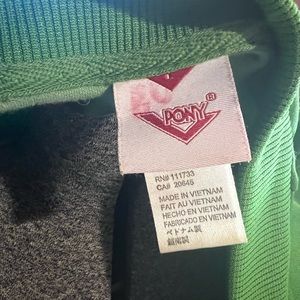 L
PONY®
RN# 111733
CA# 20645
MADE IN VIETNAM
FAIT AU VIETNAM
HECHO EN VIETNAM
FABRICADO EN VIETNAM
ベトナム製
越南製